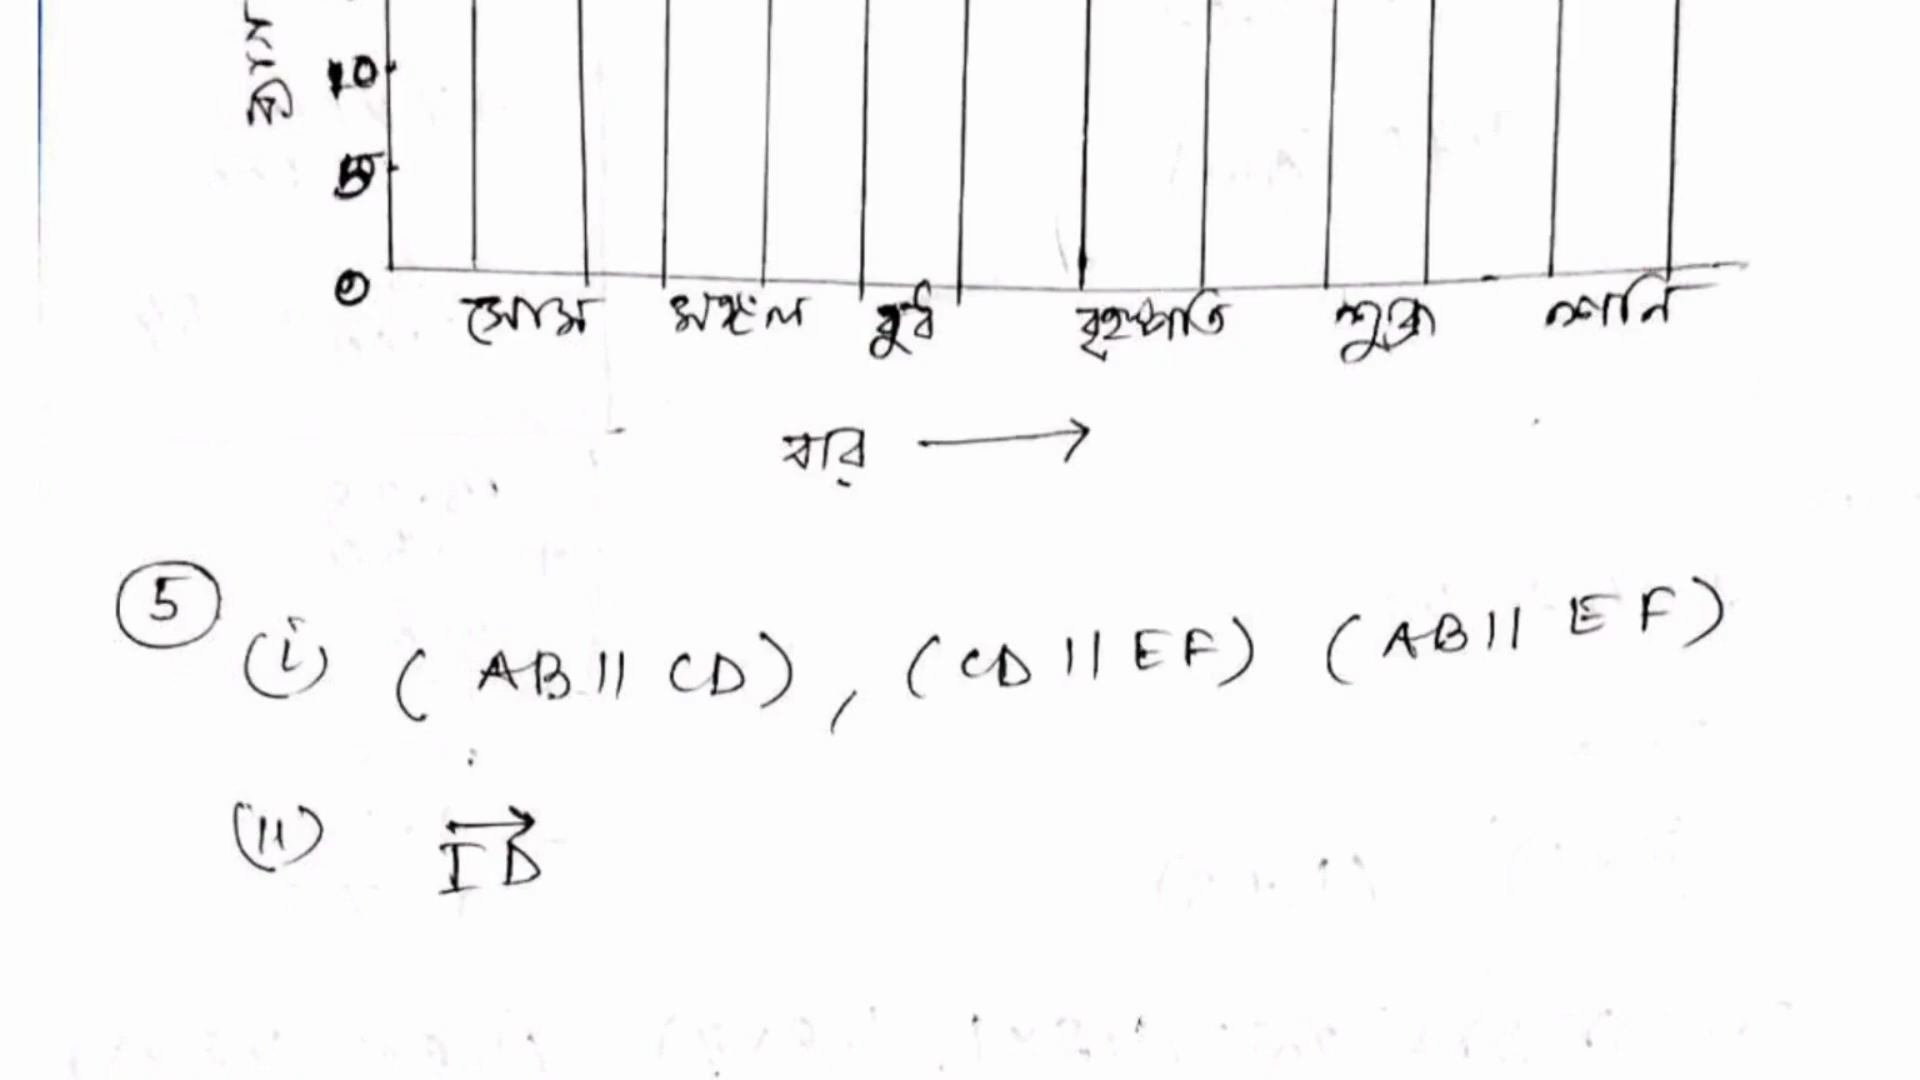 10
5
0
সোম মঙ্গল বুধ বৃহস্পতি শুক্র শনি
বার →
5
(i) (AB || CD), (CD || EF) (AB || EF)
(ii) ID